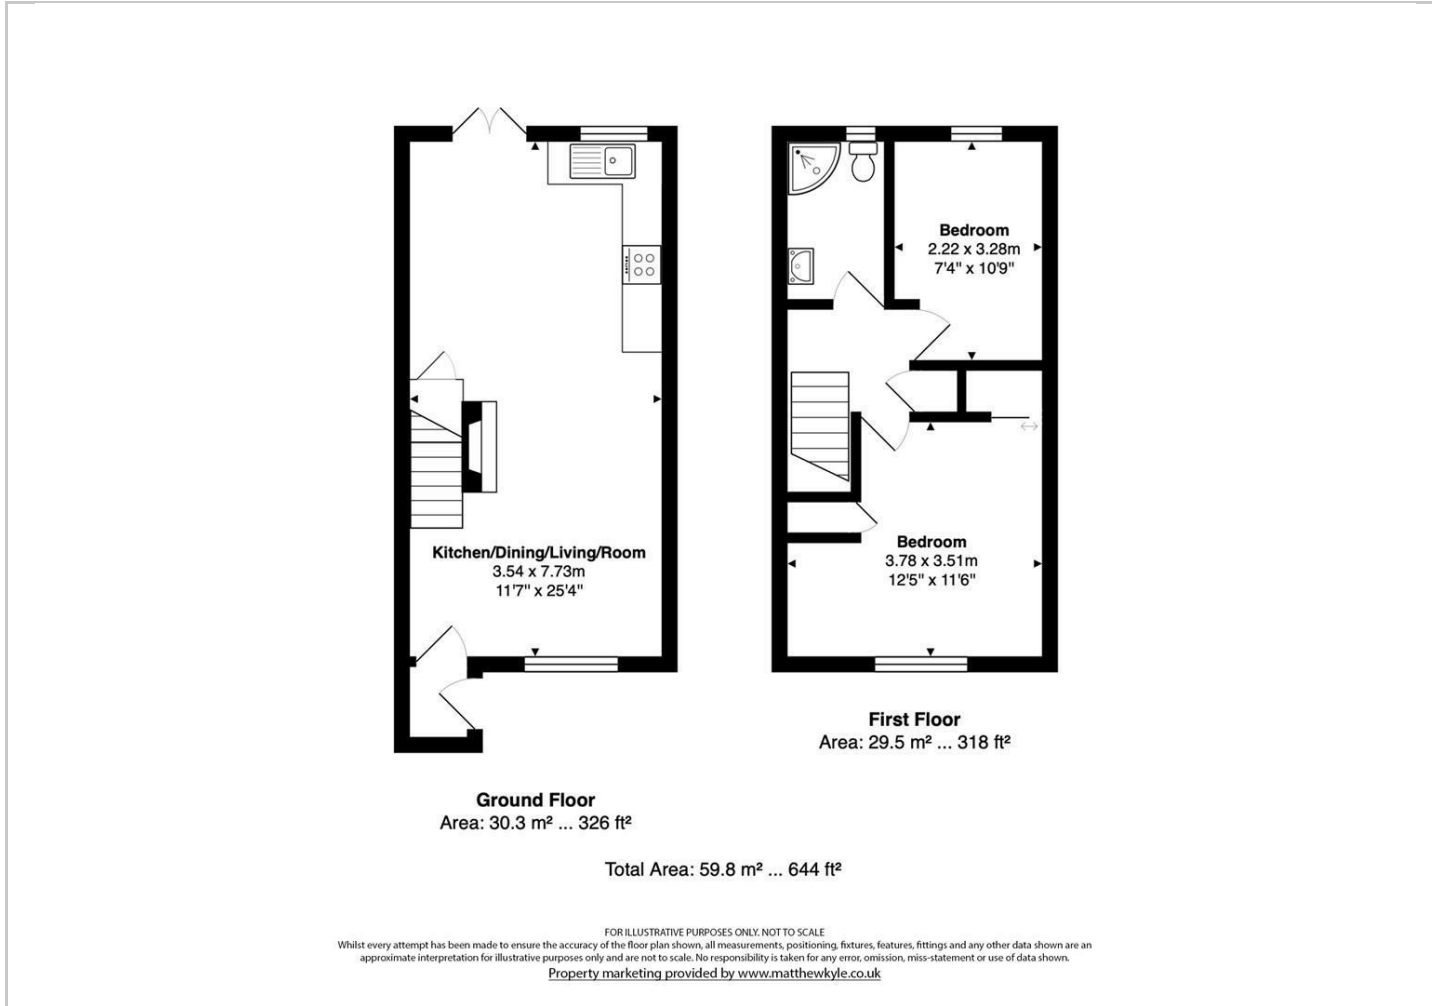 Bedroom
2.22 x 3.28m
7'4" x 10'9"
Kitchen/Dining/Living/Room
3.54 x 7.73m
11'7" x 25'4"
Bedroom
3.78 x 3.51m
12'5" x 11'6"
First Floor
Area: 29.5 m² ... 318 ft²
Ground Floor
Area: 30.3 m² ... 326 ft²
Total Area: 59.8 m² ... 644 ft²
FOR ILLUSTRATIVE PURPOSES ONLY. NOT TO SCALE
Whilst every attempt has been made to ensure the accuracy of the floor plan shown, all measurements, positioning, fixtures, features, fittings and any other data shown are an
approximate interpretation for illustrative purposes only and are not to scale. No responsibility is taken for any error, omission, miss-statement or use of data shown.
Property marketing provided by www.matthewkyle.co.uk